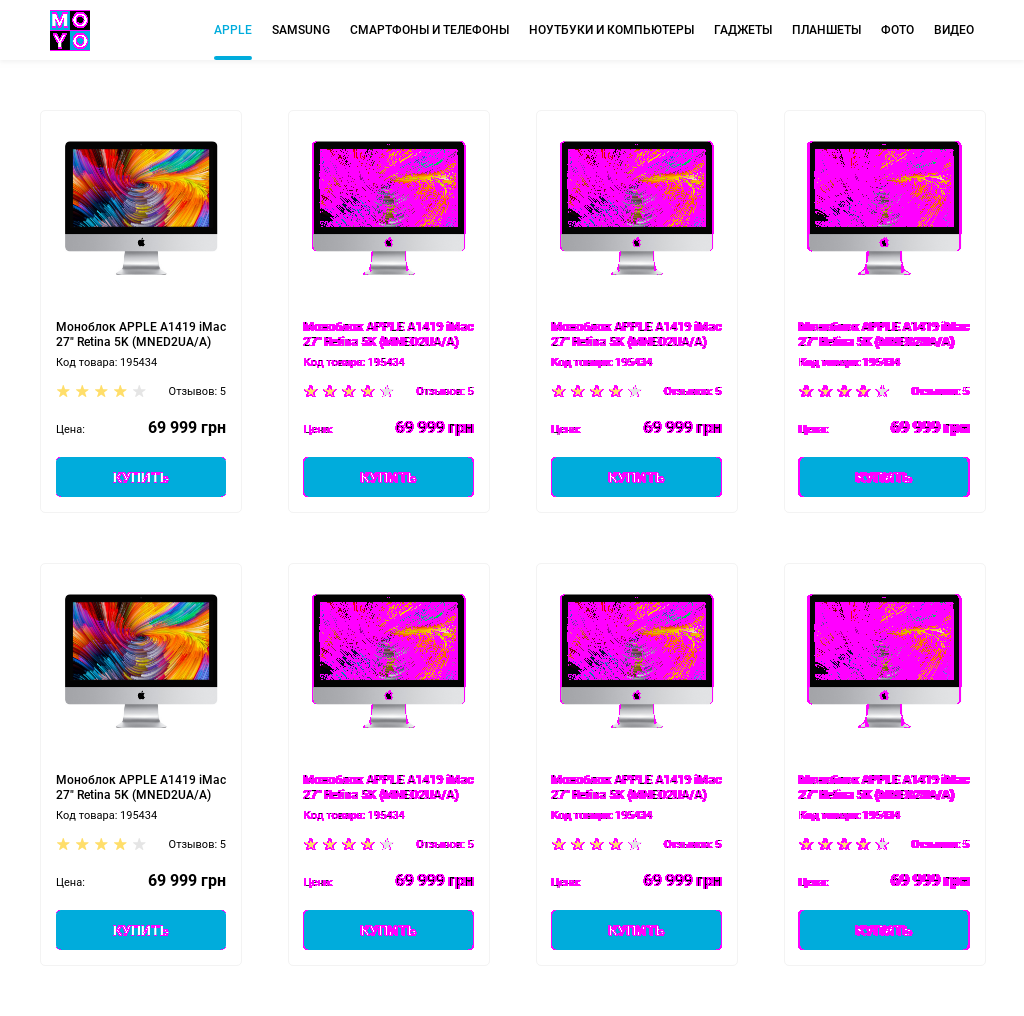 MO
YO
APPLE SAMSUNG СМАРТФОНЫ И ТЕЛЕФОНЫ НОУТБУКИ И КОМПЬЮТЕРЫ ГАДЖЕТЫ ПЛАНШЕТЫ ФОТО ВИДЕО
Моноблок APPLE A1419 iMac
27" Retina 5K (MNED2UA/A)
Код товара: 195434
Отзывов: 5
Цена: 69 999 грн
КУПИТЬ
Моноблок APPLE A1419 iMac
27" Retina 5K (MNED2UA/A)
Код товара: 195434
Отзывов: 5
Цена: 69 999 грн
КУПИТЬ
Моноблок APPLE A1419 iMac
27" Retina 5K (MNED2UA/A)
Код товара: 195434
Отзывов: 5
Цена: 69 999 грн
КУПИТЬ
Моноблок APPLE A1419 iMac
27" Retina 5K (MNED2UA/A)
Код товара: 195434
Отзывов: 5
Цена: 69 999 грн
КУПИТЬ
Моноблок APPLE A1419 iMac
27" Retina 5K (MNED2UA/A)
Код товара: 195434
Отзывов: 5
Цена: 69 999 грн
КУПИТЬ
Моноблок APPLE A1419 iMac
27" Retina 5K (MNED2UA/A)
Код товара: 195434
Отзывов: 5
Цена: 69 999 грн
КУПИТЬ
Моноблок APPLE A1419 iMac
27" Retina 5K (MNED2UA/A)
Код товара: 195434
Отзывов: 5
Цена: 69 999 грн
КУПИТЬ
Моноблок APPLE A1419 iMac
27" Retina 5K (MNED2UA/A)
Код товара: 195434
Отзывов: 5
Цена: 69 999 грн
КУПИТЬ